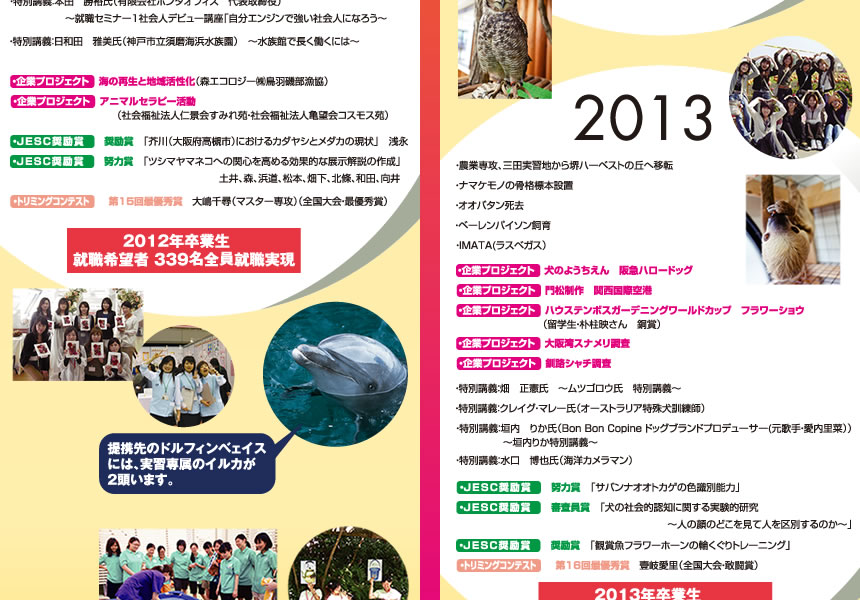 ･特別講義:本田　勝裕氏(有限会社ホンダオフィス　代表取締役)
～就職セミナー1社会人デビュー講座｢自分エンジンで強い社会人になろう～
･特別講義:日和田　雅美氏(神戸市立須磨海浜水族園)　～水族館で長く働くには～
･企業プロジェクト 海の再生と地域活性化(森エコロジー㈱鳥羽磯部漁協)
･企業プロジェクト アニマルセラピー活動
(社会福祉法人仁景会すみれ苑･社会福祉法人亀望会コスモス苑)
･JESC奨励賞 奨励賞 ｢芥川(大阪府高槻市)におけるカダヤシとメダカの現状｣　浅永
･JESC奨励賞 努力賞 ｢ツシマヤマネコへの関心を高める効果的な展示解説の作成｣
土井、森、浜道、松本、畑下、北條、和田、向井
･トリミングコンテスト 第15回最優秀賞 大嶋千尋(マスター専攻)(全国大会･最優秀賞)
2012年卒業生
就職希望者 339名全員就職実現
提携先のドルフィンベェイス
には、実習専属のイルカが
2頭います。
2013
･農業専攻、三田実習地から堺ハーベストの丘へ移転
･ナマケモノの骨格標本設置
･オオバタン死去
･ベーレンパイソン飼育
･IMATA(ラスベガス)
･企業プロジェクト 犬のようちえん　阪急ハロードッグ
･企業プロジェクト 門松制作　関西国際空港
･企業プロジェクト ハウステンボスガーデニングワールドカップ　フラワーショウ
(留学生･朴柱映さん　銅賞)
･企業プロジェクト 大阪湾スナメリ調査
･企業プロジェクト 釧路シャチ調査
･特別講義:畑　正憲氏　～ムツゴロウ氏　特別講義～
･特別講義:クレイグ･マレー氏(オーストラリア特殊犬訓練師)
･特別講義:垣内　りか氏(Bon Bon Copine ドッグブランドプロデューサー(元歌手･愛内里菜))
～垣内りか特別講義～
･特別講義:水口　博也氏(海洋カメラマン)
･JESC奨励賞 努力賞 ｢サバンナオオトカゲの色識別能力｣
･JESC奨励賞 審査員賞 ｢犬の社会的認知に関する実験的研究
～人の顔のどこを見て人を区別するのか～｣
･JESC奨励賞 奨励賞 ｢観賞魚フラワーホーンの輪くぐりトレーニング｣
･トリミングコンテスト 第16回最優秀賞 壹岐愛里(全国大会･敢闘賞)
2013年卒業生